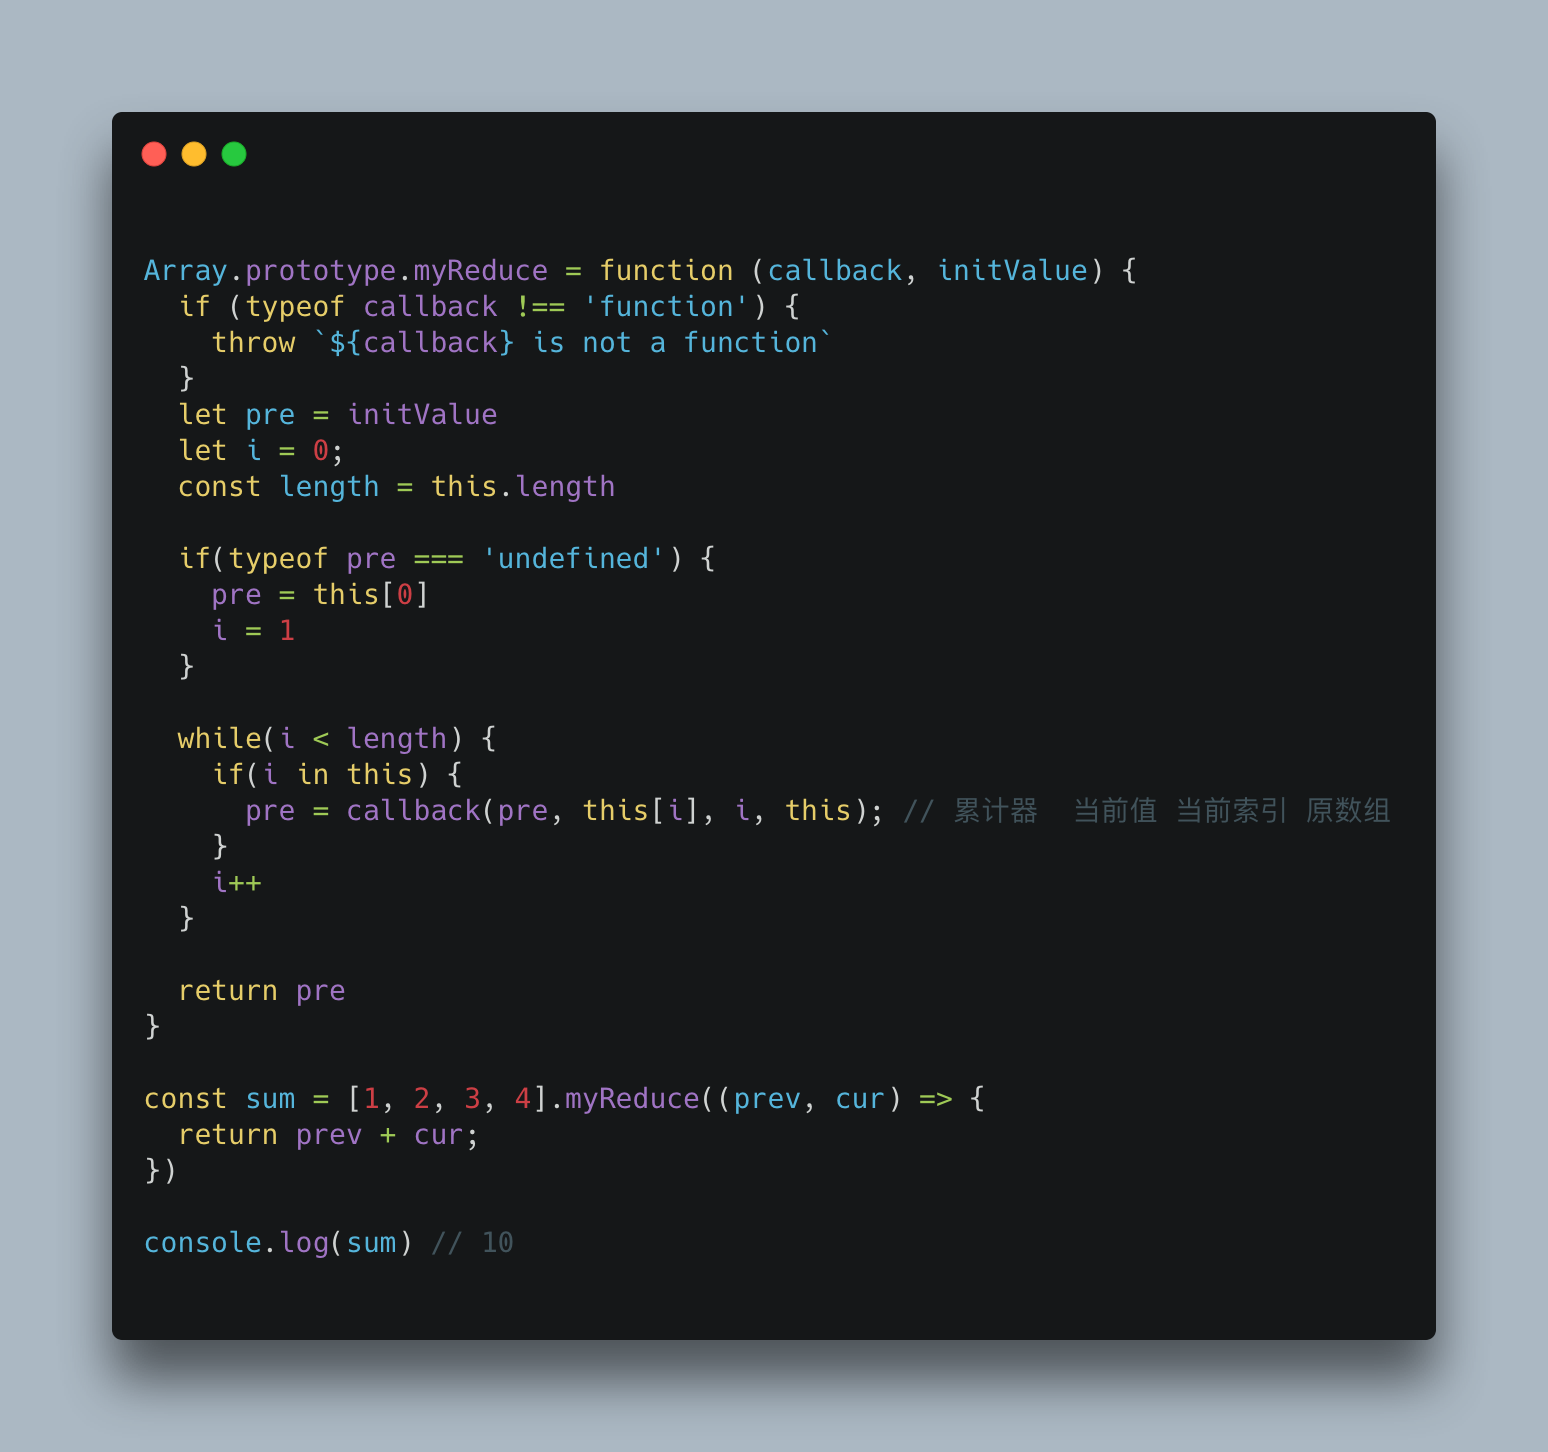 Array.prototype.myReduce = function (callback, initValue) {
  if (typeof callback !== 'function') {
    throw `${callback} is not a function`
  }
  let pre = initValue
  let i = 0;
  const length = this.length

  if(typeof pre === 'undefined') {
    pre = this[0]
    i = 1
  }

  while(i < length) {
    if(i in this) {
      pre = callback(pre, this[i], i, this); // 累计器  当前值 当前索引 原数组
    }
    i++
  }

  return pre
}

const sum = [1, 2, 3, 4].myReduce((prev, cur) => {
  return prev + cur;
})

console.log(sum) // 10